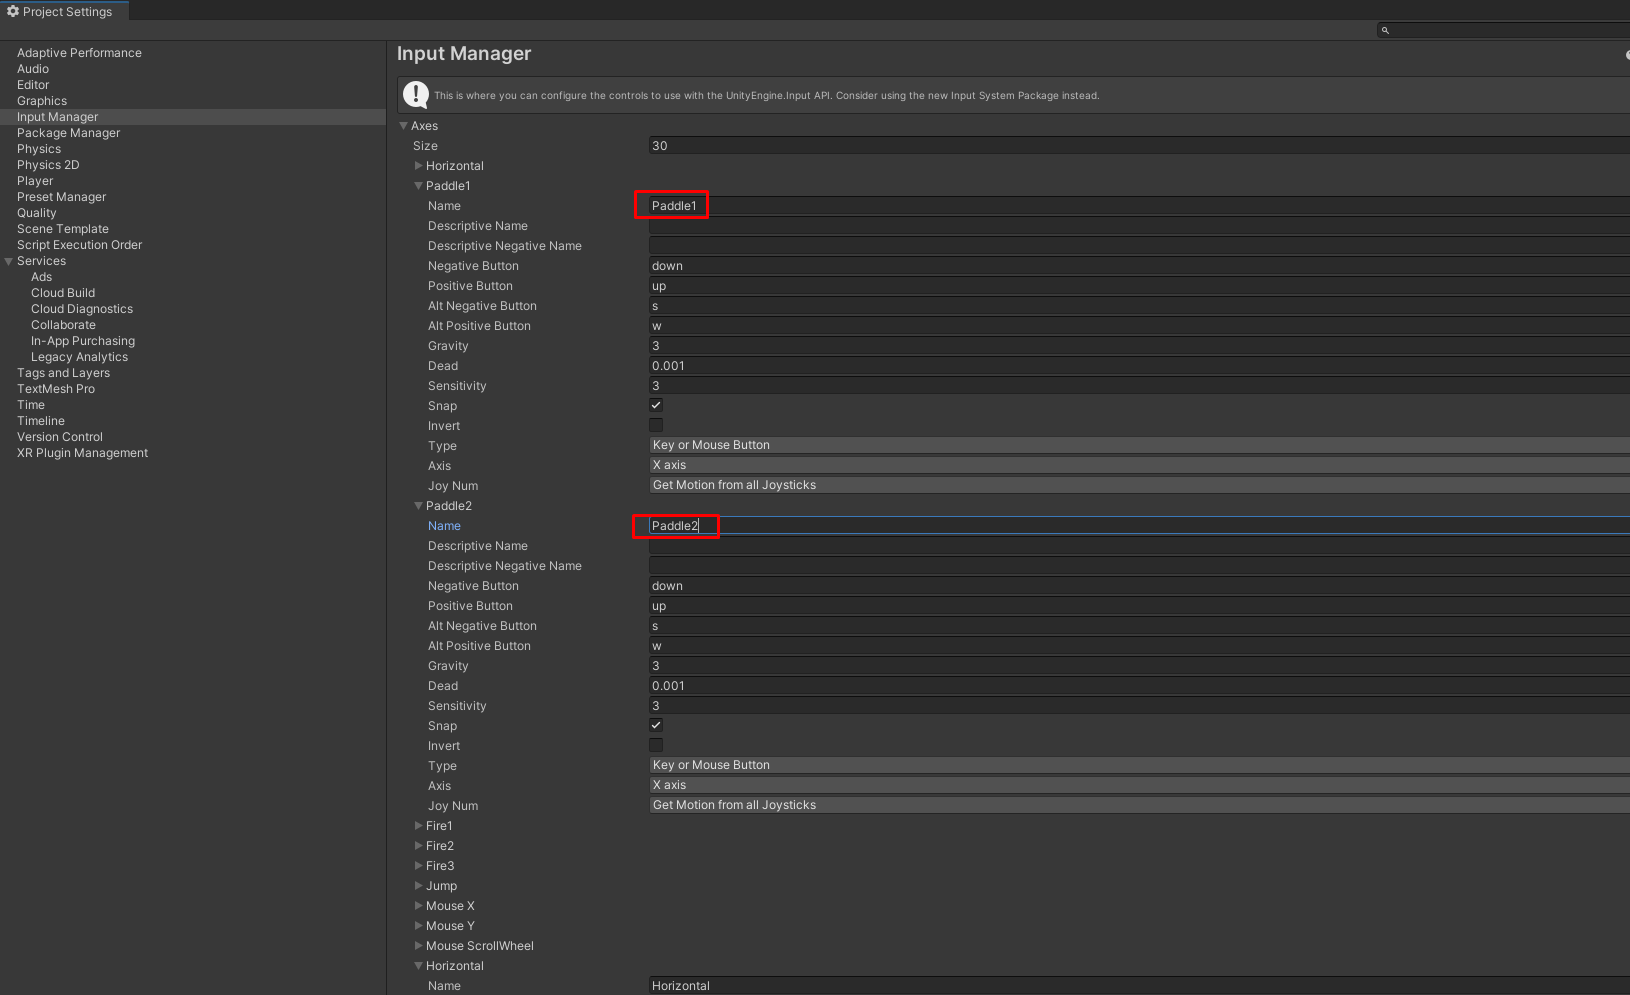 Project Settings
Adaptive Performance
Audio
Editor
Graphics
Input Manager
Package Manager
Physics
Physics 2D
Player
Preset Manager
Quality
Scene Template
Script Execution Order
Services
Ads
Cloud Build
Cloud Diagnostics
Collaborate
In-App Purchasing
Legacy Analytics
Tags and Layers
TextMesh Pro
Time
Timeline
Version Control
XR Plugin Management
Input Manager
This is where you can configure the controls to use with the UnityEngine.Input API. Consider using the new Input System Package instead.
Axes
Size 30
Horizontal
Paddle1
Name Paddle1
Descriptive Name
Descriptive Negative Name
Negative Button down
Positive Button up
Alt Negative Button s
Alt Positive Button w
Gravity 3
Dead 0.001
Sensitivity 3
Snap
Invert
Type Key or Mouse Button
Axis X axis
Joy Num Get Motion from all Joysticks
Paddle2
Name Paddle2
Descriptive Name
Descriptive Negative Name
Negative Button down
Positive Button up
Alt Negative Button s
Alt Positive Button w
Gravity 3
Dead 0.001
Sensitivity 3
Snap
Invert
Type Key or Mouse Button
Axis X axis
Joy Num Get Motion from all Joysticks
Fire1
Fire2
Fire3
Jump
Mouse X
Mouse Y
Mouse ScrollWheel
Horizontal
Name Horizontal